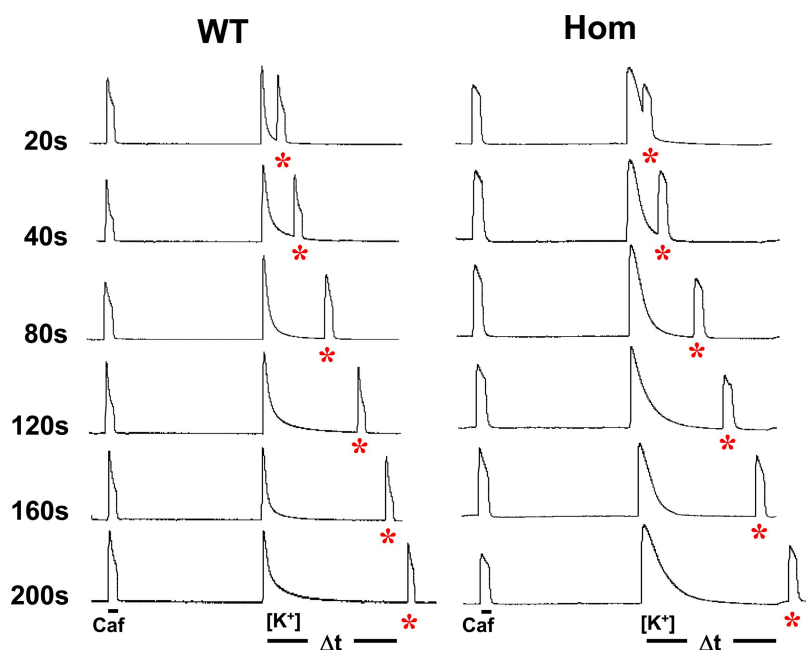 WT Hom
20s
*
*
40s
*
*
80s
*
*
120s
*
*
160s
*
*
200s
*
*
Caf [K⁺] Caf [K⁺]
Δt Δt